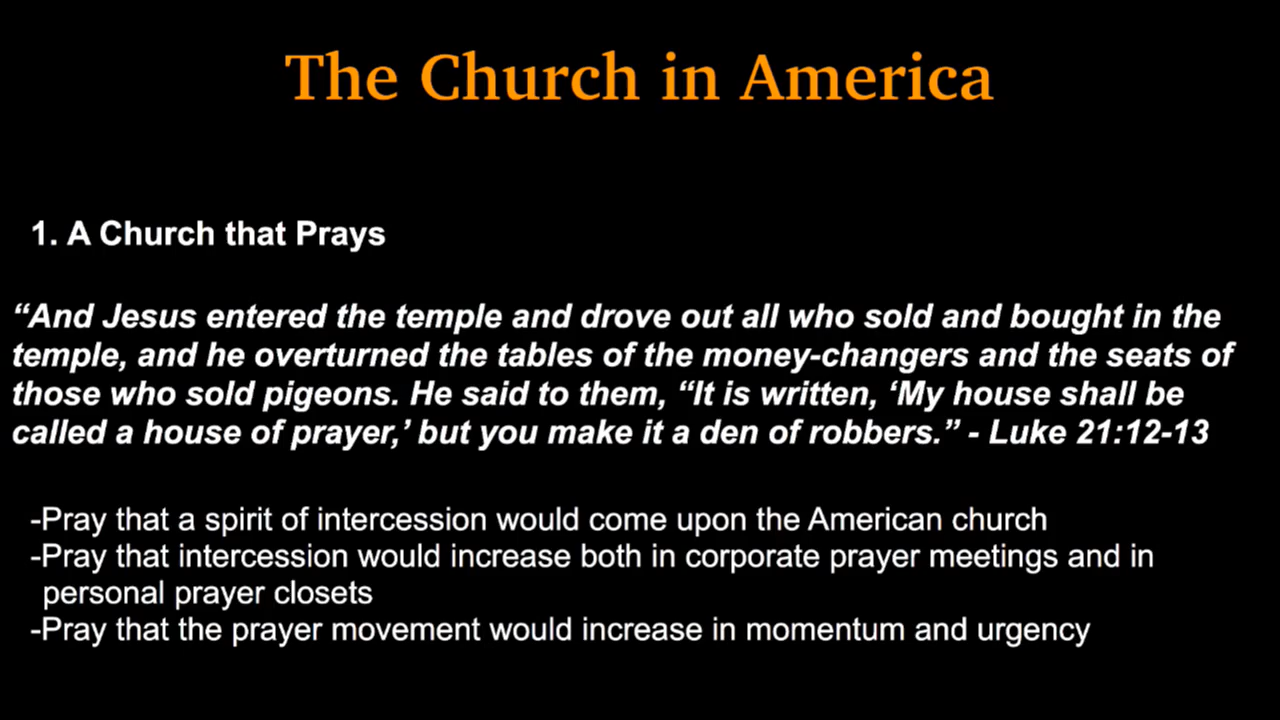 The Church in America
1. A Church that Prays
“And Jesus entered the temple and drove out all who sold and bought in the
temple, and he overturned the tables of the money-changers and the seats of
those who sold pigeons. He said to them, “It is written, ‘My house shall be
called a house of prayer,’ but you make it a den of robbers.” - Luke 21:12-13
-Pray that a spirit of intercession would come upon the American church
-Pray that intercession would increase both in corporate prayer meetings and in
personal prayer closets
-Pray that the prayer movement would increase in momentum and urgency